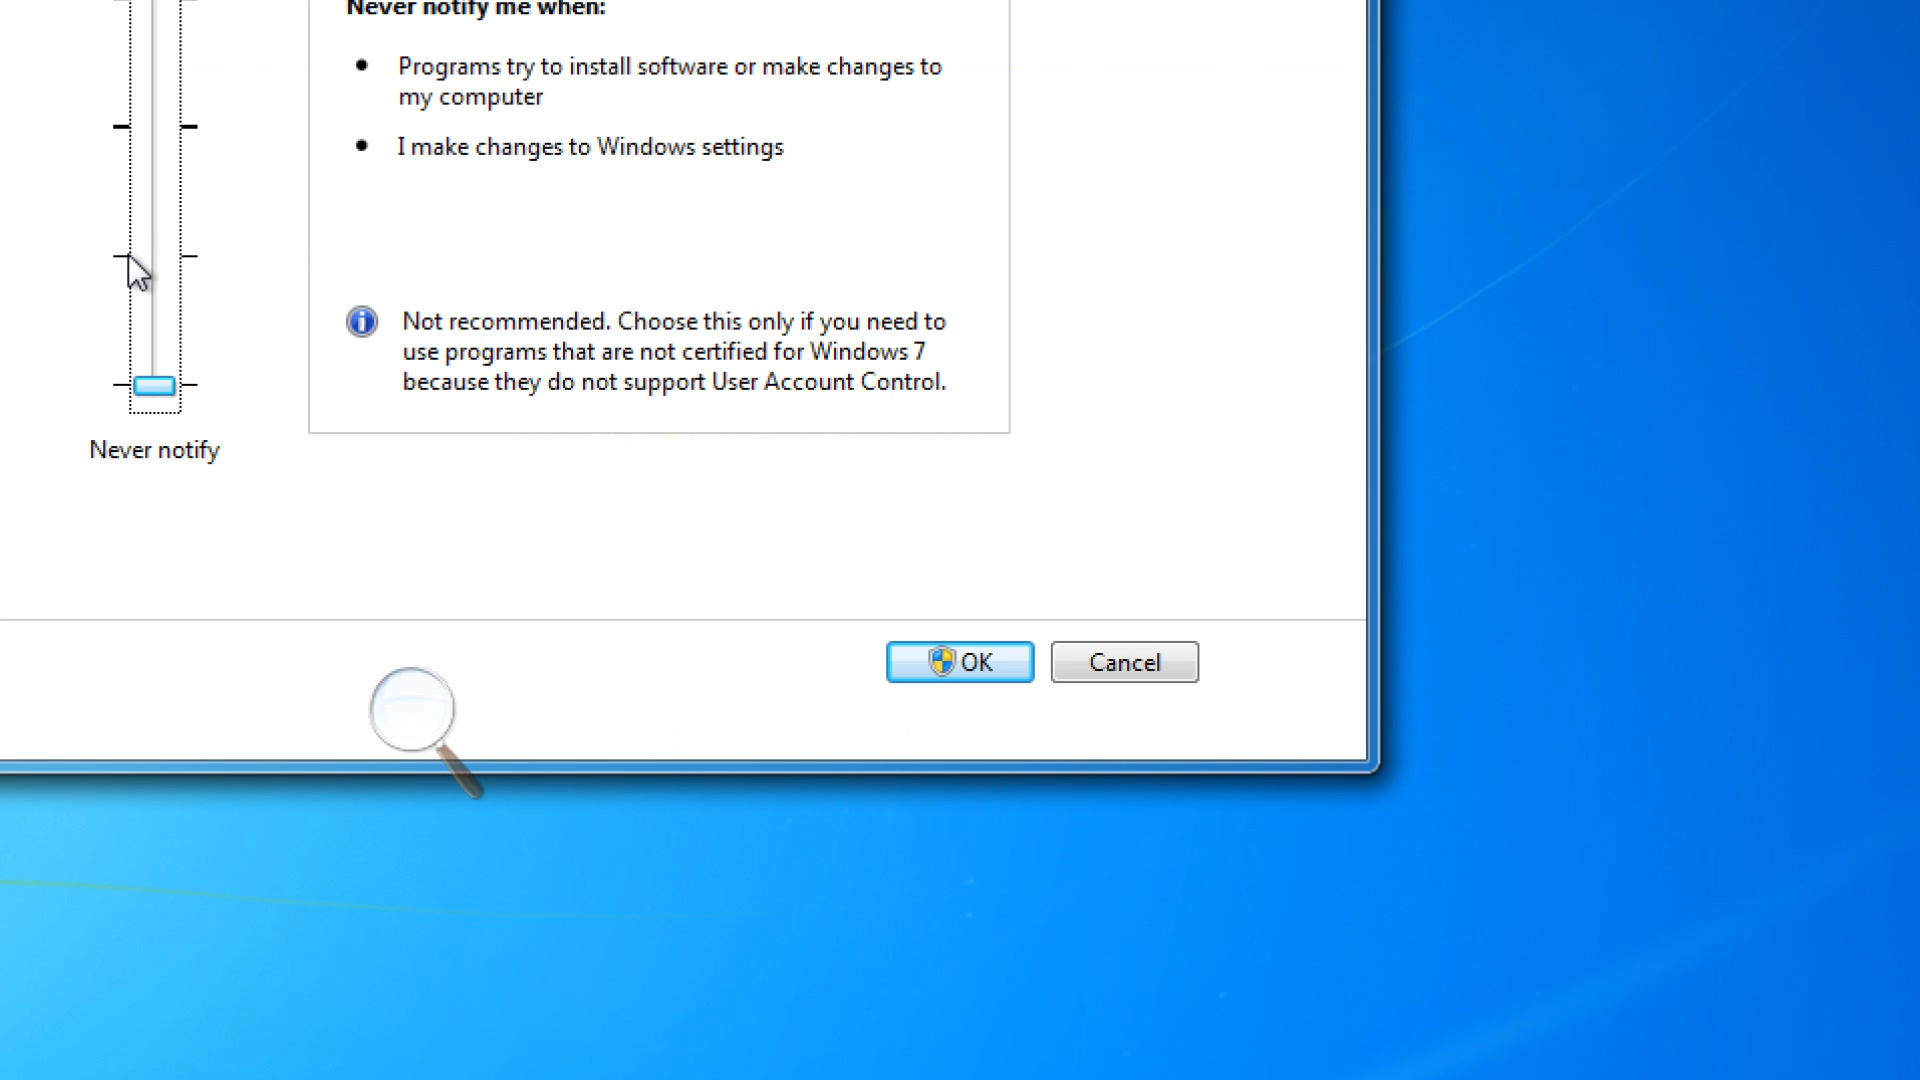 Never notify me when:
Programs try to install software or make changes to
my computer
I make changes to Windows settings
Not recommended. Choose this only if you need to
use programs that are not certified for Windows 7
because they do not support User Account Control.
Never notify
OK
Cancel